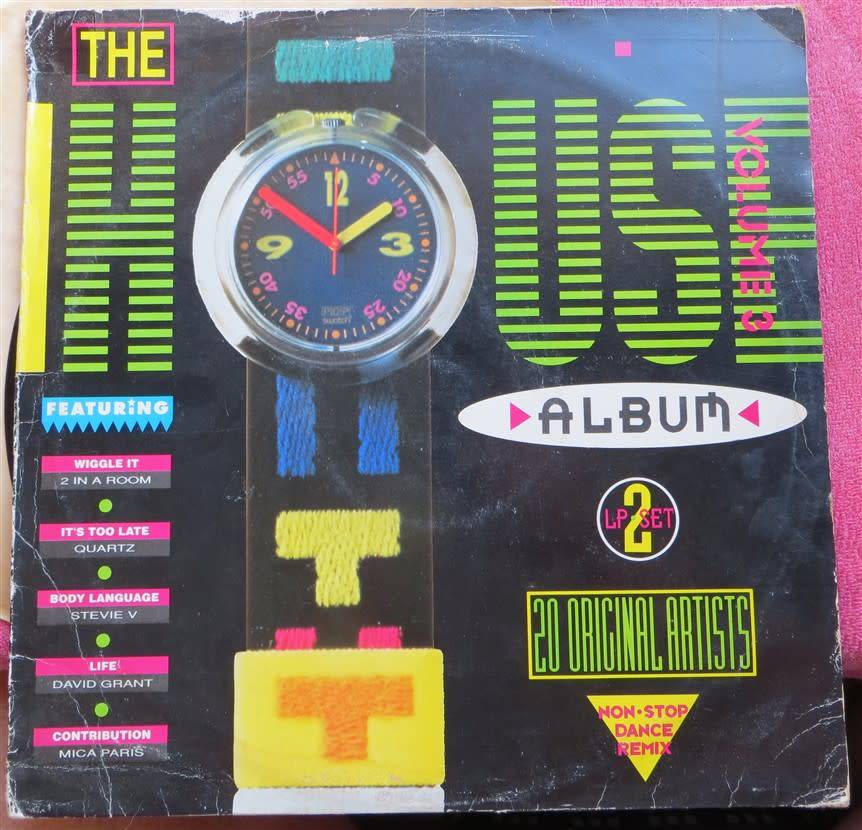 THE
H USE
VOLUME 3
55 12 5
50 10
9 3
40 20
35 25
POP
swatch
ALBUM
FEATURiNG
WIGGLE IT
2 IN A ROOM
IT'S TOO LATE
QUARTZ
BODY LANGUAGE
STEVIE V
LIFE
DAVID GRANT
CONTRIBUTION
MICA PARIS
2
LP SET
20 ORIGINAL ARTISTS
NON•STOP
DANCE
REMIX